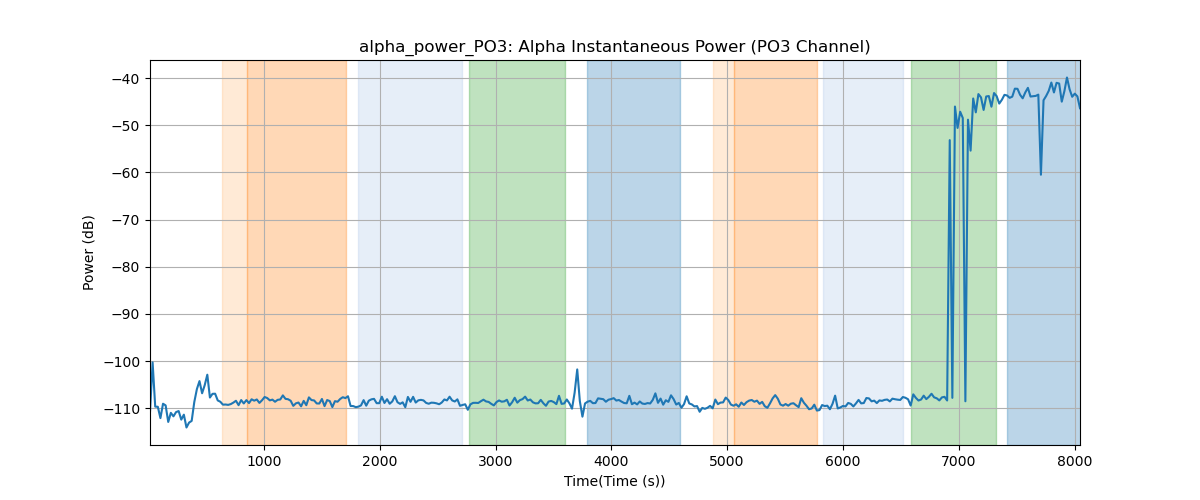 alpha_power_PO3: Alpha Instantaneous Power (PO3 Channel)
Power (dB)
−40
−50
−60
−70
−80
−90
−100
−110
1000 2000 3000 4000 5000 6000 7000 8000
Time(Time (s))